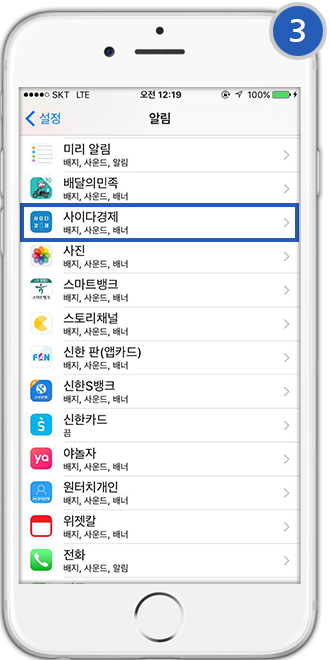 3
SKT LTE 오전 12:19 100%
설정 알림
미리 알림
배지, 사운드, 알림
배달의민족
배지, 사운드, 배너
사이다
경제
사이다경제
배지, 사운드, 배너
사진
배지, 사운드, 배너
스마트뱅크
스마트뱅크
배지, 사운드, 배너
스토리채널
배지, 사운드, 배너
FAN
신한 판(앱카드)
배지, 사운드, 배너
신한S뱅크
배지, 사운드, 배너
신한카드
끔
ya
야놀자
배지, 사운드, 배너
원터치개인
배지, 사운드, 배너
위젯칼
배지, 사운드, 배너
전화
배지, 사운드, 알림